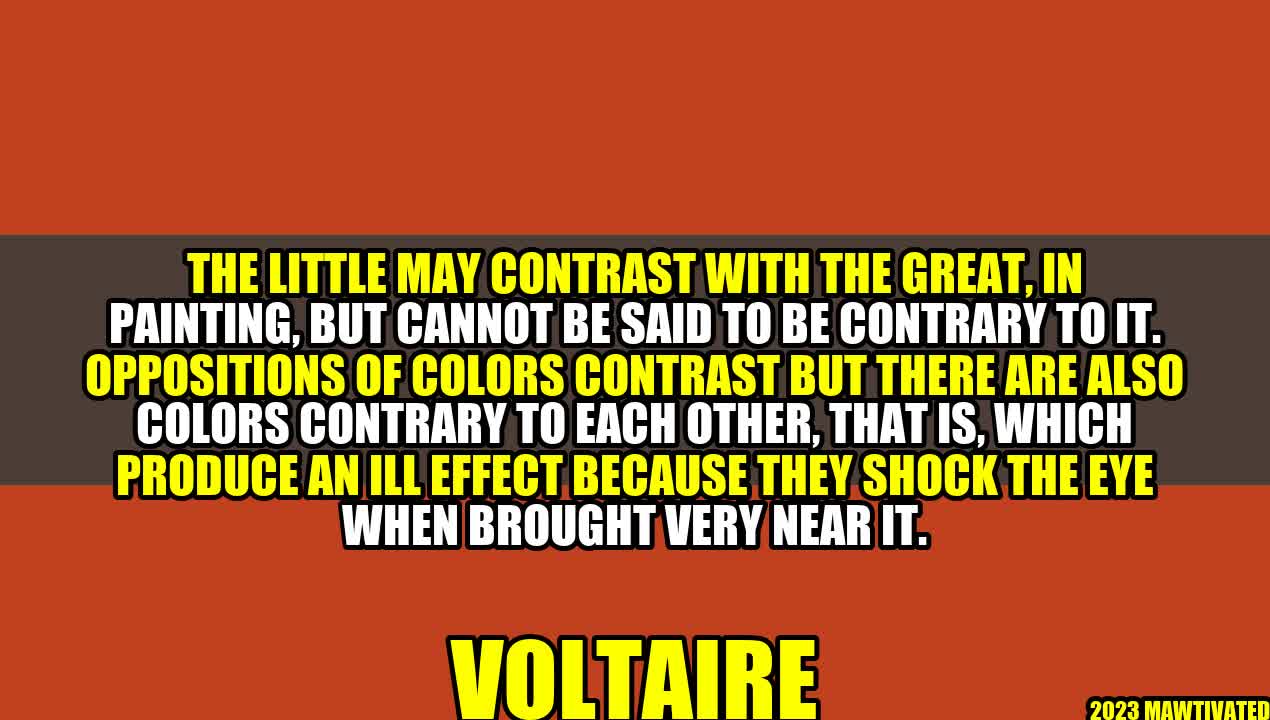 THE LITTLE MAY CONTRAST WITH THE GREAT, IN
PAINTING, BUT CANNOT BE SAID TO BE CONTRARY TO IT.
OPPOSITIONS OF COLORS CONTRAST BUT THERE ARE ALSO
COLORS CONTRARY TO EACH OTHER, THAT IS, WHICH
PRODUCE AN ILL EFFECT BECAUSE THEY SHOCK THE EYE
WHEN BROUGHT VERY NEAR IT.
VOLTAIRE
2023 MAWTIVATED